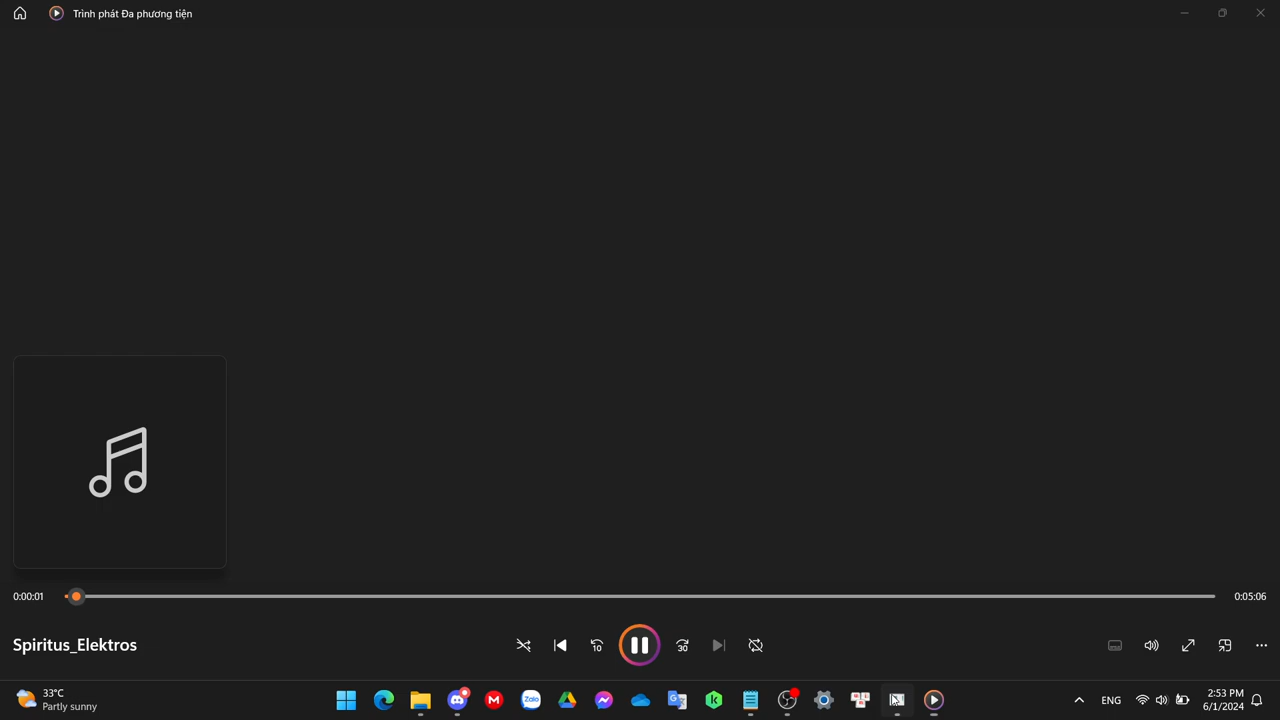 Trình phát Đa phương tiện
0:00:01
0:05:06
Spiritus_Elektros
10
30
33°C
Partly sunny
Zalo
ENG
2:53 PM
6/1/2024